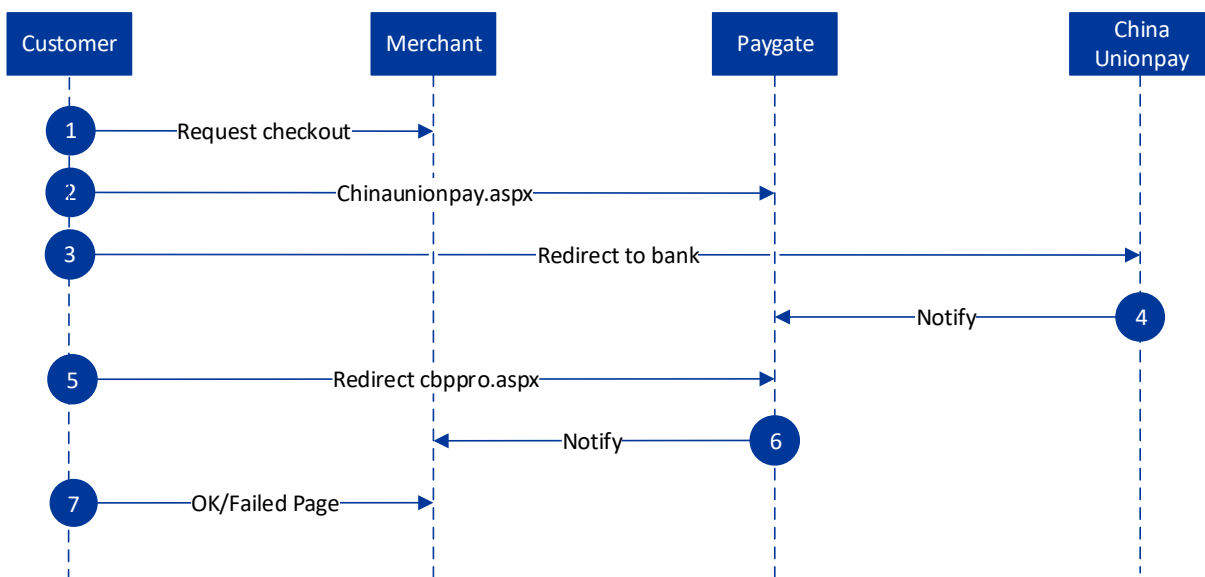 Customer
Merchant
Paygate
China
Unionpay
1
Request checkout
2
Chinaunionpay.aspx
3
Redirect to bank
Notify
4
5
Redirect cbppro.aspx
Notify
6
7
OK/Failed Page